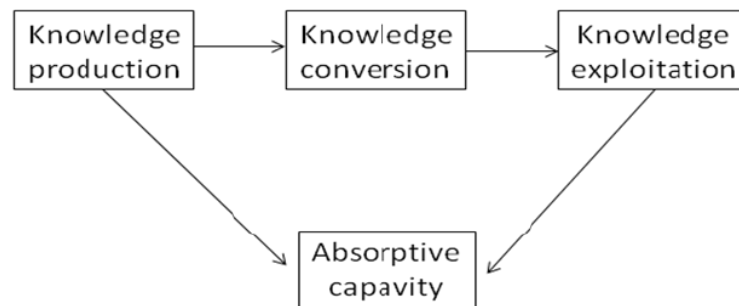 Knowledge
production
Knowledge
conversion
Knowledge
exploitation
Absorptive
capavity